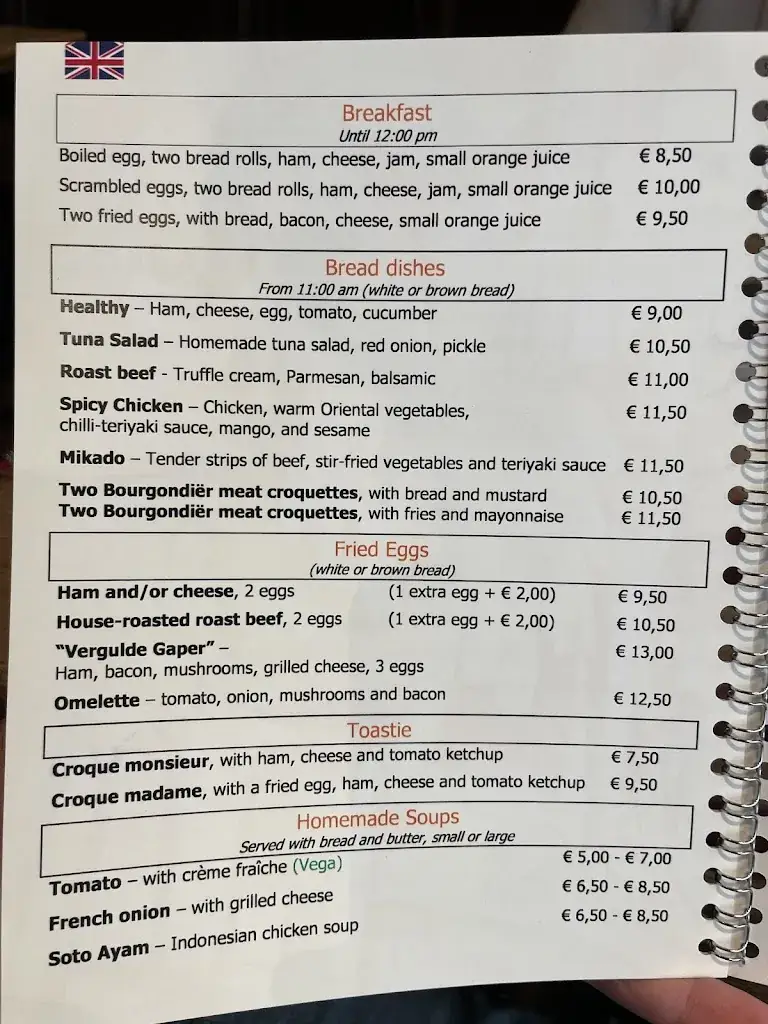 Breakfast
Until 12:00 pm
Boiled egg, two bread rolls, ham, cheese, jam, small orange juice € 8,50
Scrambled eggs, two bread rolls, ham, cheese, jam, small orange juice € 10,00
Two fried eggs, with bread, bacon, cheese, small orange juice € 9,50
Bread dishes
From 11:00 am (white or brown bread)
Healthy – Ham, cheese, egg, tomato, cucumber € 9,00
Tuna Salad – Homemade tuna salad, red onion, pickle € 10,50
Roast beef - Truffle cream, Parmesan, balsamic € 11,00
Spicy Chicken – Chicken, warm Oriental vegetables, € 11,50
chilli-teriyaki sauce, mango, and sesame
Mikado – Tender strips of beef, stir-fried vegetables and teriyaki sauce € 11,50
Two Bourgondiër meat croquettes, with bread and mustard € 10,50
Two Bourgondiër meat croquettes, with fries and mayonnaise € 11,50
Fried Eggs
(white or brown bread)
Ham and/or cheese, 2 eggs (1 extra egg + € 2,00) € 9,50
House-roasted roast beef, 2 eggs (1 extra egg + € 2,00) € 10,50
“Vergulde Gaper” – € 13,00
Ham, bacon, mushrooms, grilled cheese, 3 eggs
Omelette – tomato, onion, mushrooms and bacon € 12,50
Toastie
Croque monsieur, with ham, cheese and tomato ketchup € 7,50
Croque madame, with a fried egg, ham, cheese and tomato ketchup € 9,50
Homemade Soups
Served with bread and butter, small or large
Tomato – with crème fraîche (Vega) € 5,00 - € 7,00
French onion – with grilled cheese € 6,50 - € 8,50
Soto Ayam – Indonesian chicken soup € 6,50 - € 8,50